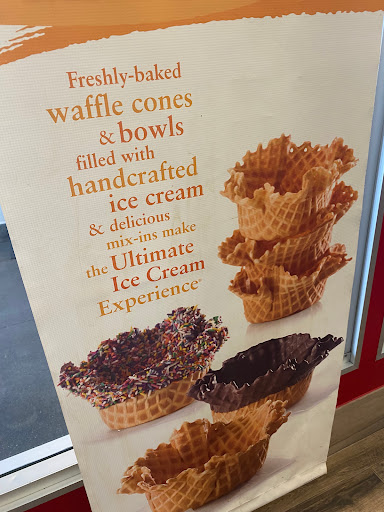 Freshly-baked
waffle cones
& bowls
filled with
handcrafted
ice cream
& delicious
mix-ins make
the Ultimate
Ice Cream
Experience®